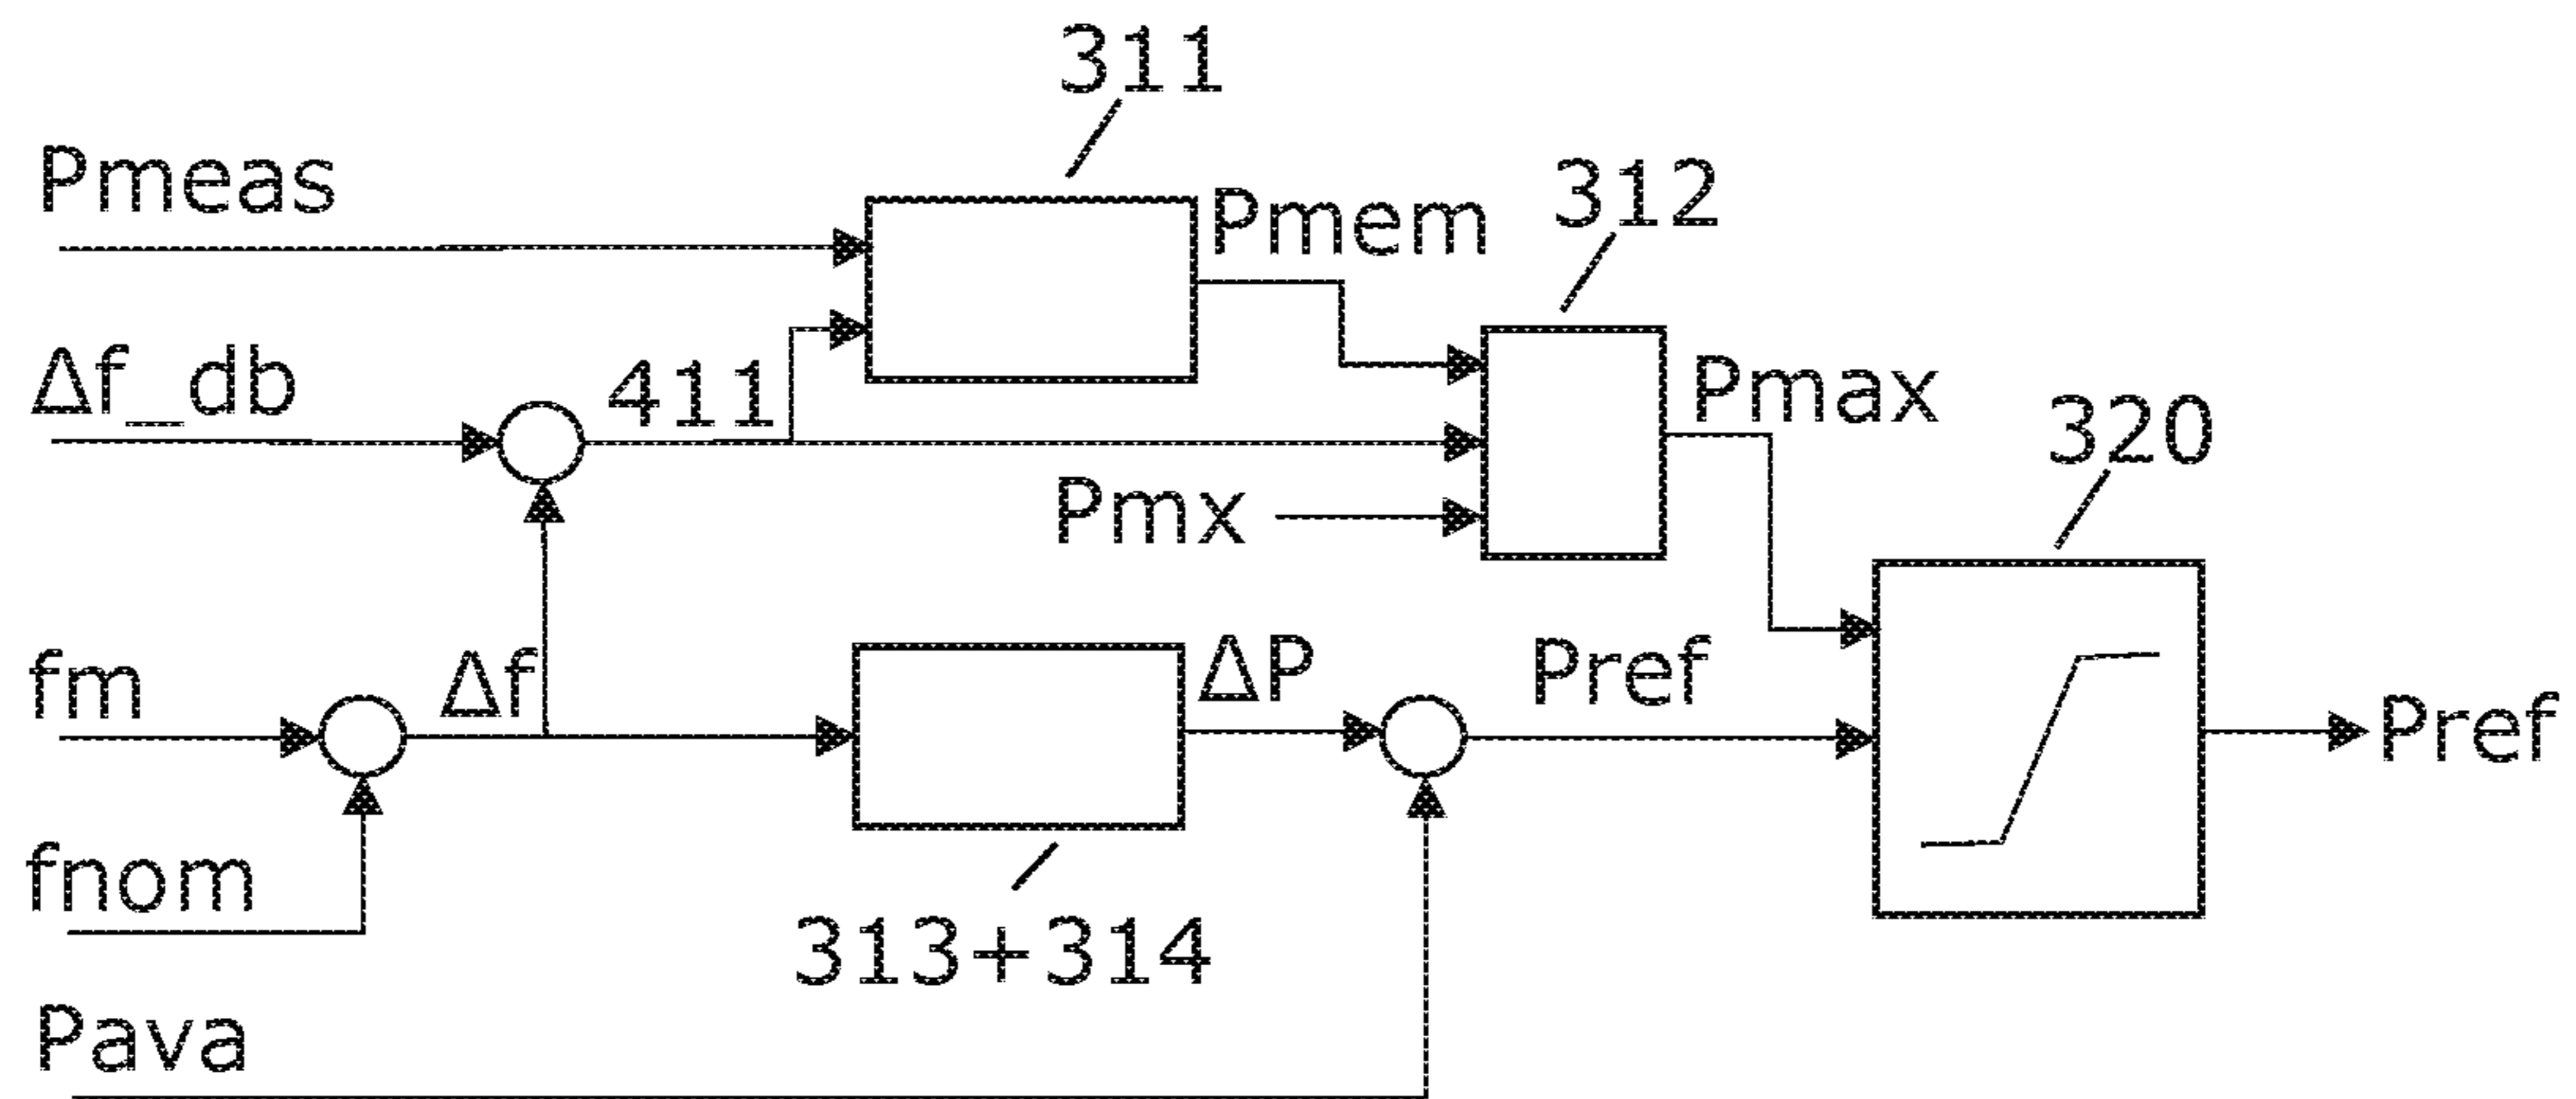 311
Pmeas
Pmem
312
Δf_db
411
Pmax
320
Pmx
fm
Δf
ΔP
Pref
Pref
fnom
313+314
Pava